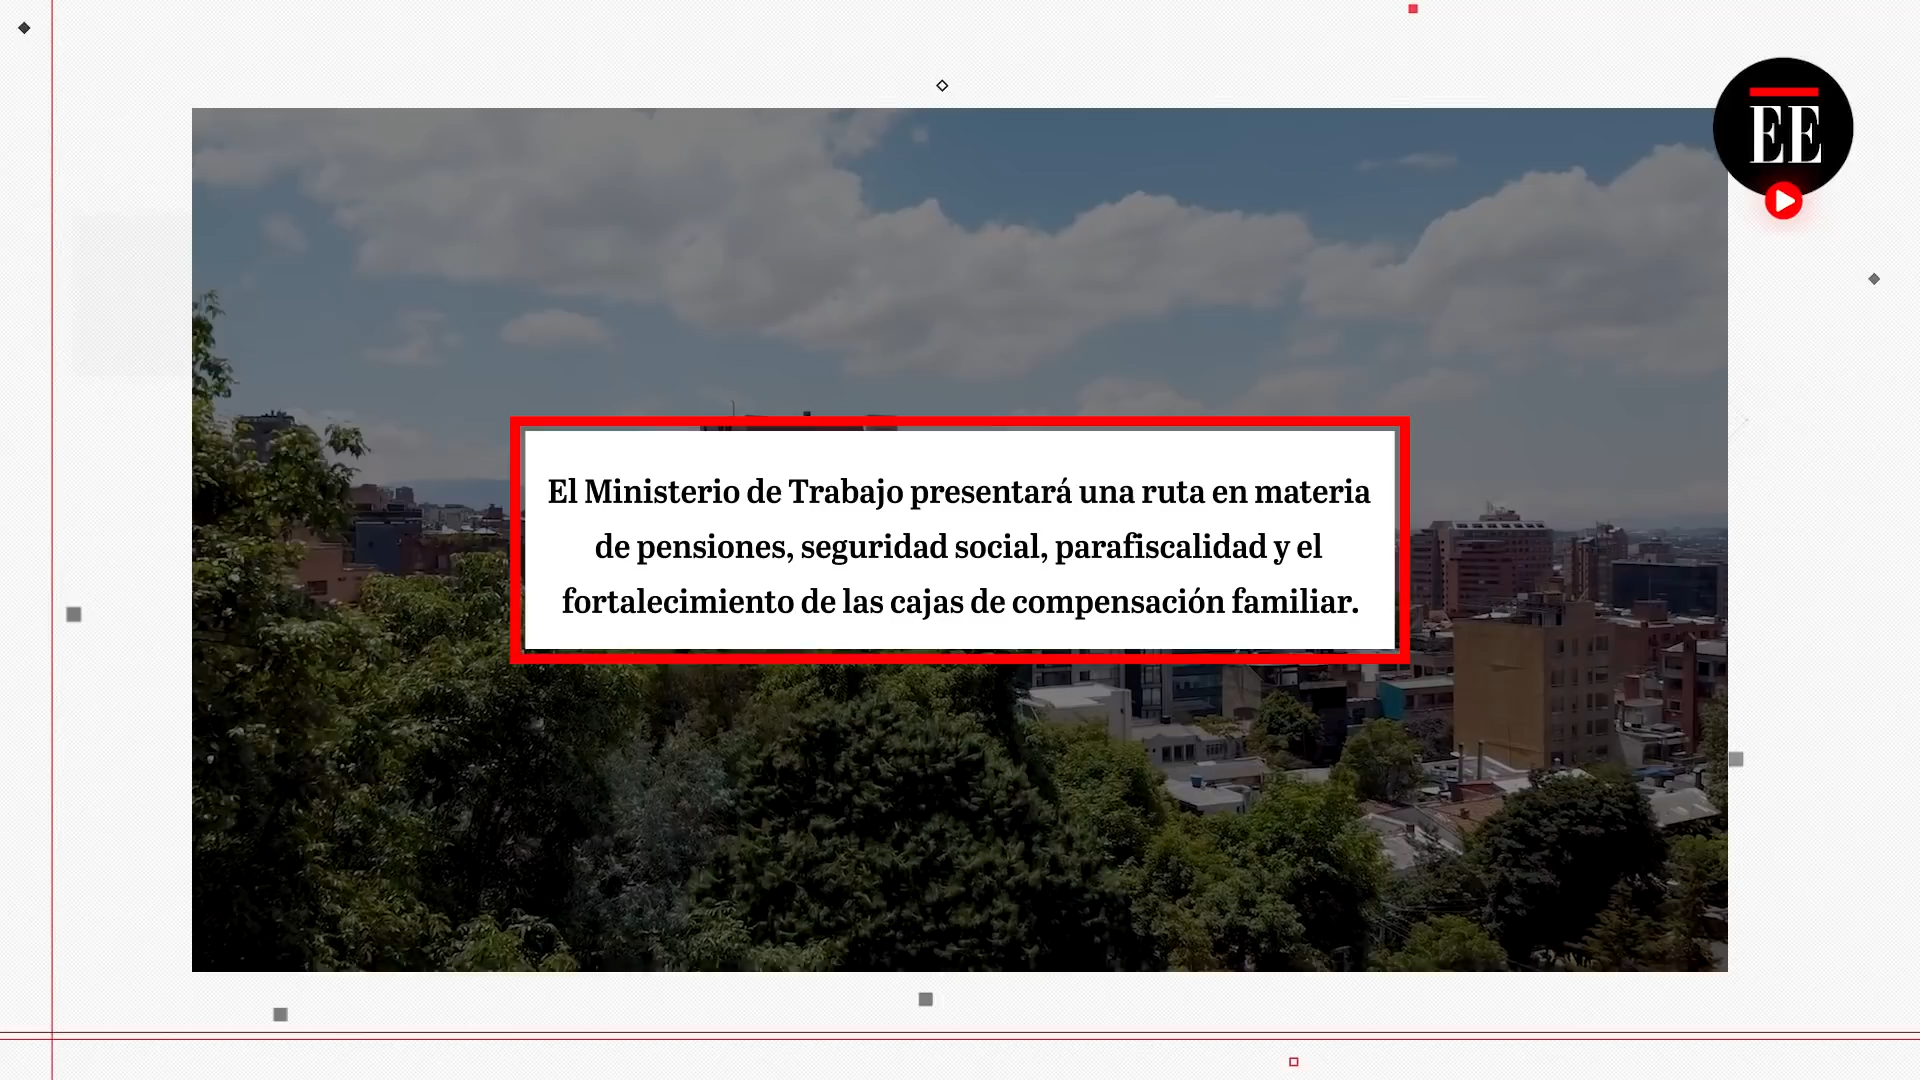 EE
El Ministerio de Trabajo presentará una ruta en materia
de pensiones, seguridad social, parafiscalidad y el
fortalecimiento de las cajas de compensación familiar.